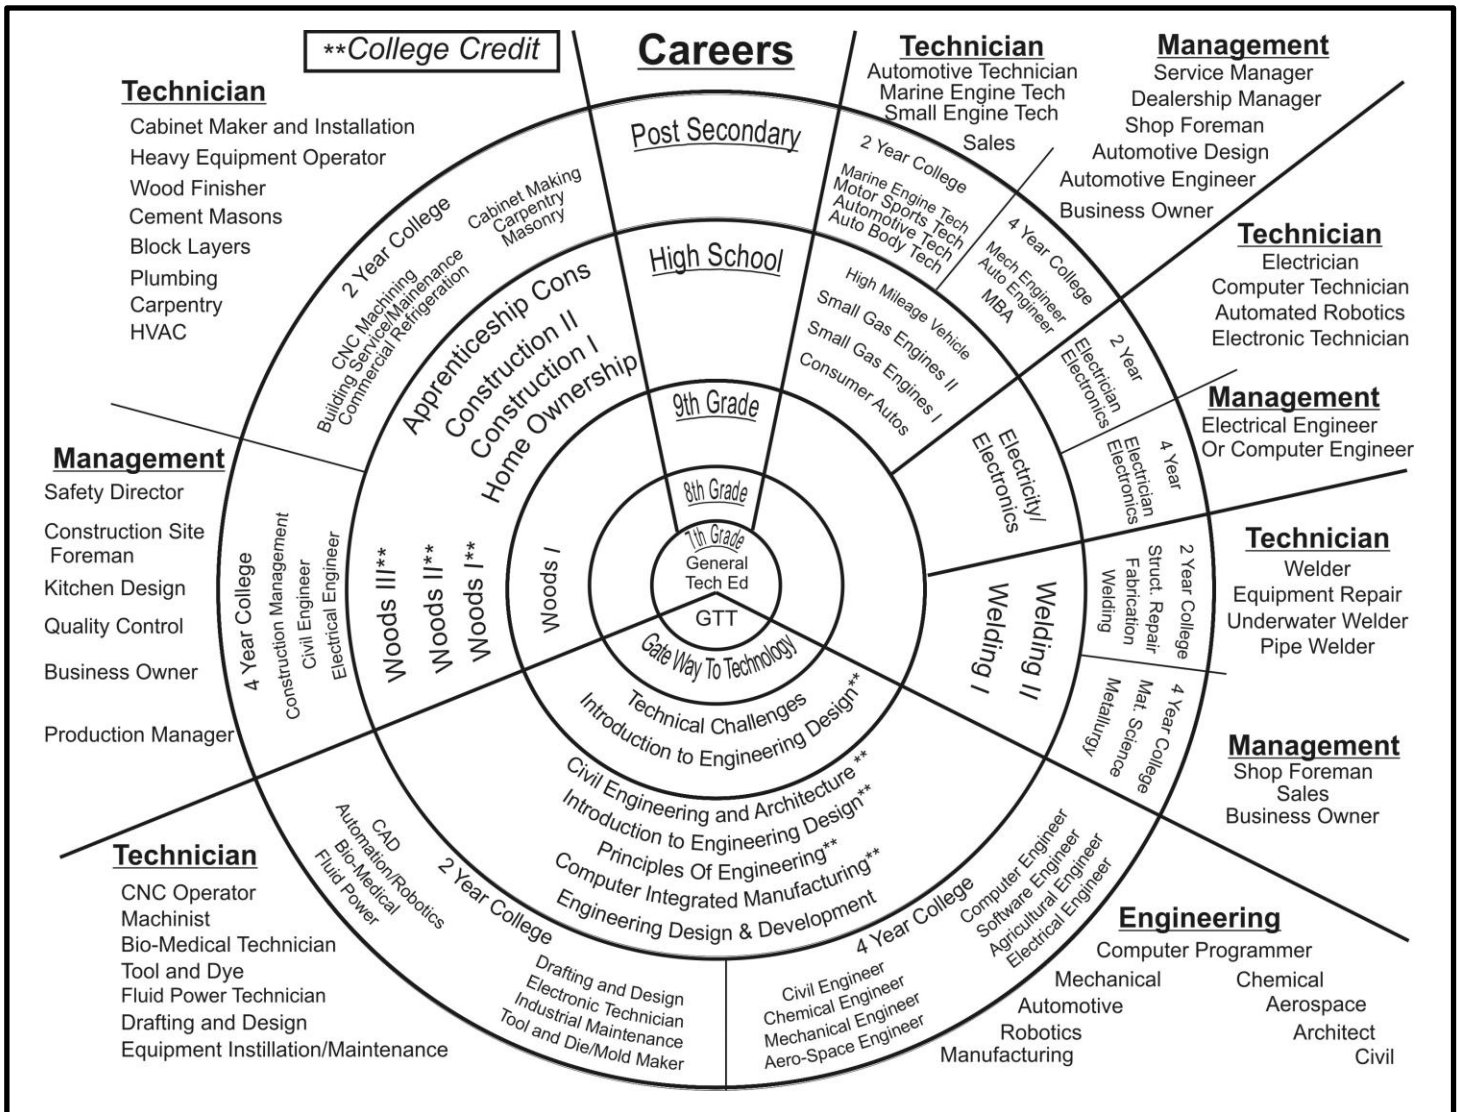 **College Credit
Careers
Post Secondary
High School
9th Grade
8th Grade
7th Grade
General
Tech Ed
GTT
Gate Way To Technology
Technical Challenges
Introduction to Engineering Design**
Civil Engineering and Architecture **
Introduction to Engineering Design**
Principles Of Engineering**
Computer Integrated Manufacturing**
Engineering Design & Development
Technician
Cabinet Maker and Installation
Heavy Equipment Operator
Wood Finisher
Cement Masons
Block Layers
Plumbing
Carpentry
HVAC
2 Year College
Cabinet Making
Carpentry
Masonry
CNC Machining
Building Service/Mainenance
Commercial Refrigeration
Apprenticeship Cons
Construction II
Construction I
Home Ownership
Woods III**
Woods II**
Woods I**
Woods I
Management
Safety Director
Construction Site
Foreman
Kitchen Design
Quality Control
Business Owner
Production Manager
4 Year College
Construction Management
Civil Engineer
Electrical Engineer
Technician
Automotive Technician
Marine Engine Tech
Small Engine Tech
Sales
2 Year College
Marine Engine Tech
Motor Sports Tech
Automotive Tech
Auto Body Tech
High Mileage Vehicle
Small Gas Engines II
Small Gas Engines I
Consumer Autos
Management
Service Manager
Dealership Manager
Shop Foreman
Automotive Design
Automotive Engineer
Business Owner
4 Year College
Mech Engineer
Auto Engineer
MBA
Technician
Electrician
Computer Technician
Automated Robotics
Electronic Technician
2 Year
Electrician
Electronics
Electricity/
Electronics
Management
Electrical Engineer
Or Computer Engineer
4 Year
Electrician
Electronics
Technician
Welder
Equipment Repair
Underwater Welder
Pipe Welder
2 Year College
Struct. Repair
Fabrication
Welding
Welding II
Welding I
Management
Shop Foreman
Sales
Business Owner
4 Year College
Mat. Science
Metallurgy
Technician
CNC Operator
Machinist
Bio-Medical Technician
Tool and Dye
Fluid Power Technician
Drafting and Design
Equipment Instillation/Maintenance
2 Year College
CAD
Automation/Robotics
Bio-Medical
Fluid Power
Drafting and Design
Electronic Technician
Industrial Maintenance
Tool and Die/Mold Maker
4 Year College
Civil Engineer
Chemical Engineer
Mechanical Engineer
Aero-Space Engineer
Computer Engineer
Software Engineer
Agricultural Engineer
Electrical Engineer
Engineering
Computer Programmer
Mechanical Chemical
Automotive Aerospace
Robotics Architect
Manufacturing Civil